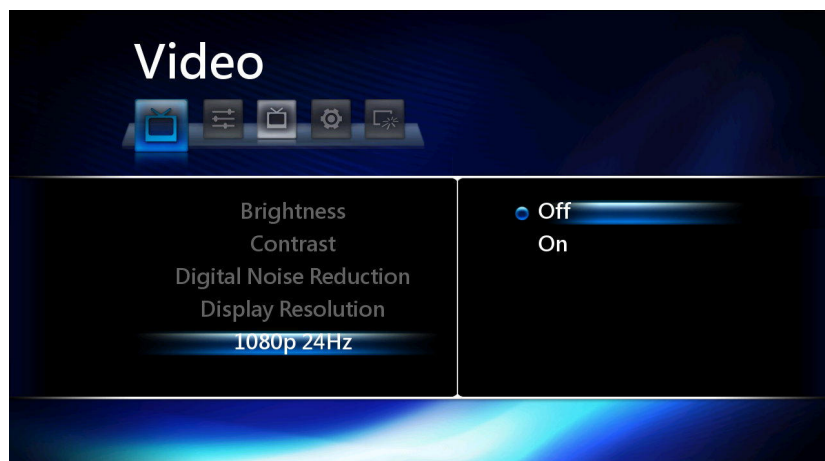 Video
Brightness
Contrast
Digital Noise Reduction
Display Resolution
1080p 24Hz
Off
On